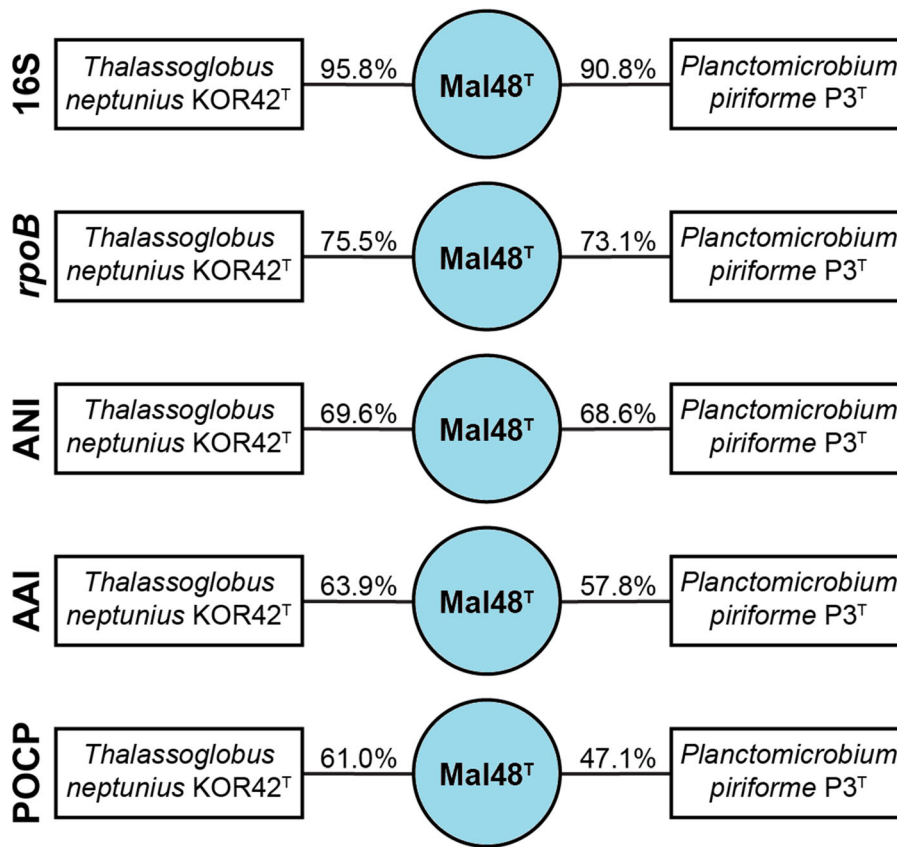 16S
Thalassoglobus
neptunius KOR42ᵀ
95.8%
Mal48ᵀ
90.8%
Planctomicrobium
piriforme P3ᵀ
rpoB
Thalassoglobus
neptunius KOR42ᵀ
75.5%
Mal48ᵀ
73.1%
Planctomicrobium
piriforme P3ᵀ
ANI
Thalassoglobus
neptunius KOR42ᵀ
69.6%
Mal48ᵀ
68.6%
Planctomicrobium
piriforme P3ᵀ
AAI
Thalassoglobus
neptunius KOR42ᵀ
63.9%
Mal48ᵀ
57.8%
Planctomicrobium
piriforme P3ᵀ
POCP
Thalassoglobus
neptunius KOR42ᵀ
61.0%
Mal48ᵀ
47.1%
Planctomicrobium
piriforme P3ᵀ